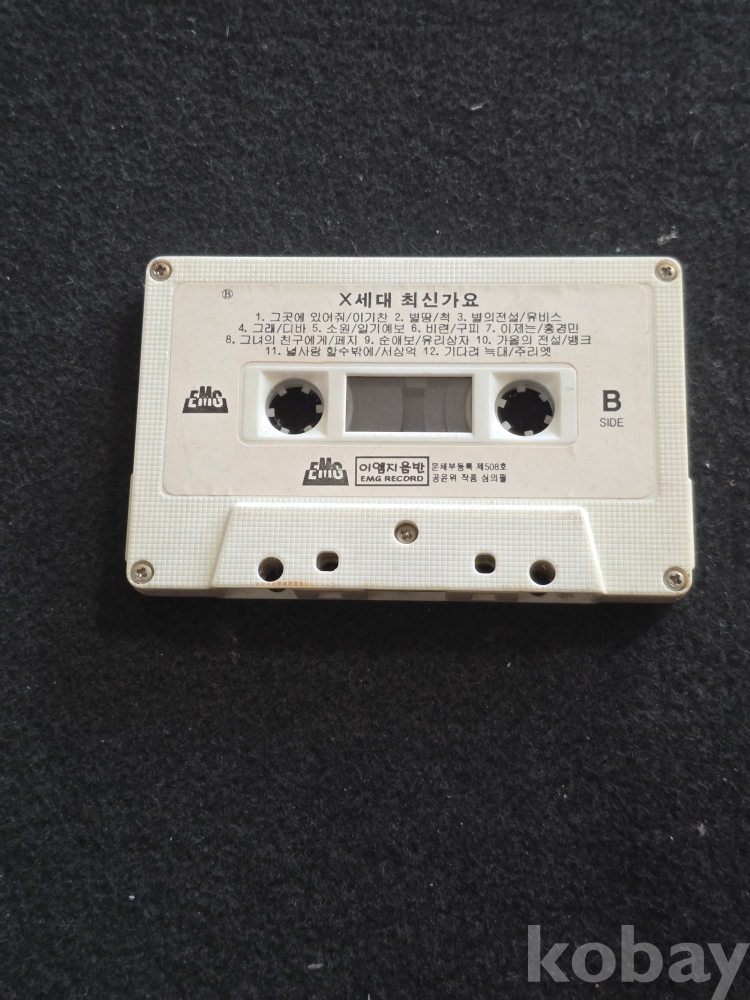 Ⓑ
X세대 최신가요
1. 그곳에 있어줘/이기찬 2. 별땅/척 3. 별의전설/유비스
4. 그래/디바 5. 소원/일기예보 6. 비련/구피 7. 이제는/홍경민
8. 그녀의 친구에게/페지 9. 순애보/유리상자 10. 가을의 전설/뱅크
11. 널사랑 할수밖에/서상억 12. 기다려 늑대/주리엣
EMG
B
SIDE
EMG
이엠지음반
EMG RECORD
문체부등록 제508호
공윤위 작품 심의필
kobay